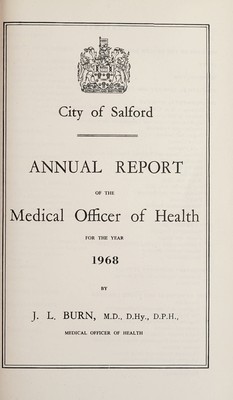 City of Salford
ANNUAL REPORT
OF THE
Medical Officer of Health
FOR THE YEAR
1968
BY
J. L. BURN, M.D., D.Hy., D.P.H.,
MEDICAL OFFICER OF HEALTH